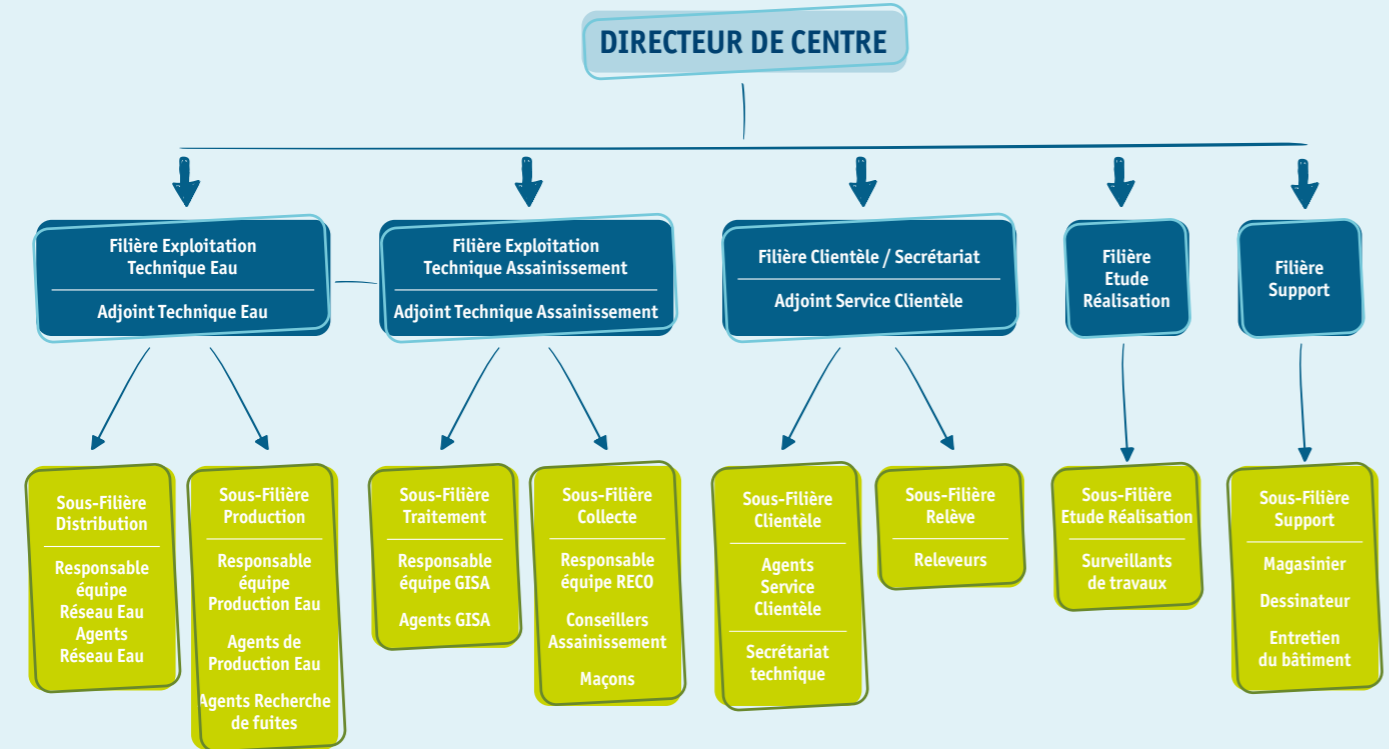 DIRECTEUR DE CENTRE
Filière Exploitation
Technique Eau
Adjoint Technique Eau
Filière Exploitation
Technique Assainissement
Adjoint Technique Assainissement
Filière Clientèle / Secrétariat
Adjoint Service Clientèle
Filière
Etude
Réalisation
Filière
Support
Sous-Filière
Distribution
Responsable
équipe
Réseau Eau
Agents
Réseau Eau
Sous-Filière
Production
Responsable
équipe
Production Eau
Agents de
Production Eau
Agents Recherche
de fuites
Sous-Filière
Traitement
Responsable
équipe GISA
Agents GISA
Sous-Filière
Collecte
Responsable
équipe RECO
Conseillers
Assainissement
Maçons
Sous-Filière
Clientèle
Agents
Service
Clientèle
Secrétariat
technique
Sous-Filière
Relève
Releveurs
Sous-Filière
Etude Réalisation
Surveillants
de travaux
Sous-Filière
Support
Magasinier
Dessinateur
Entretien
du bâtiment